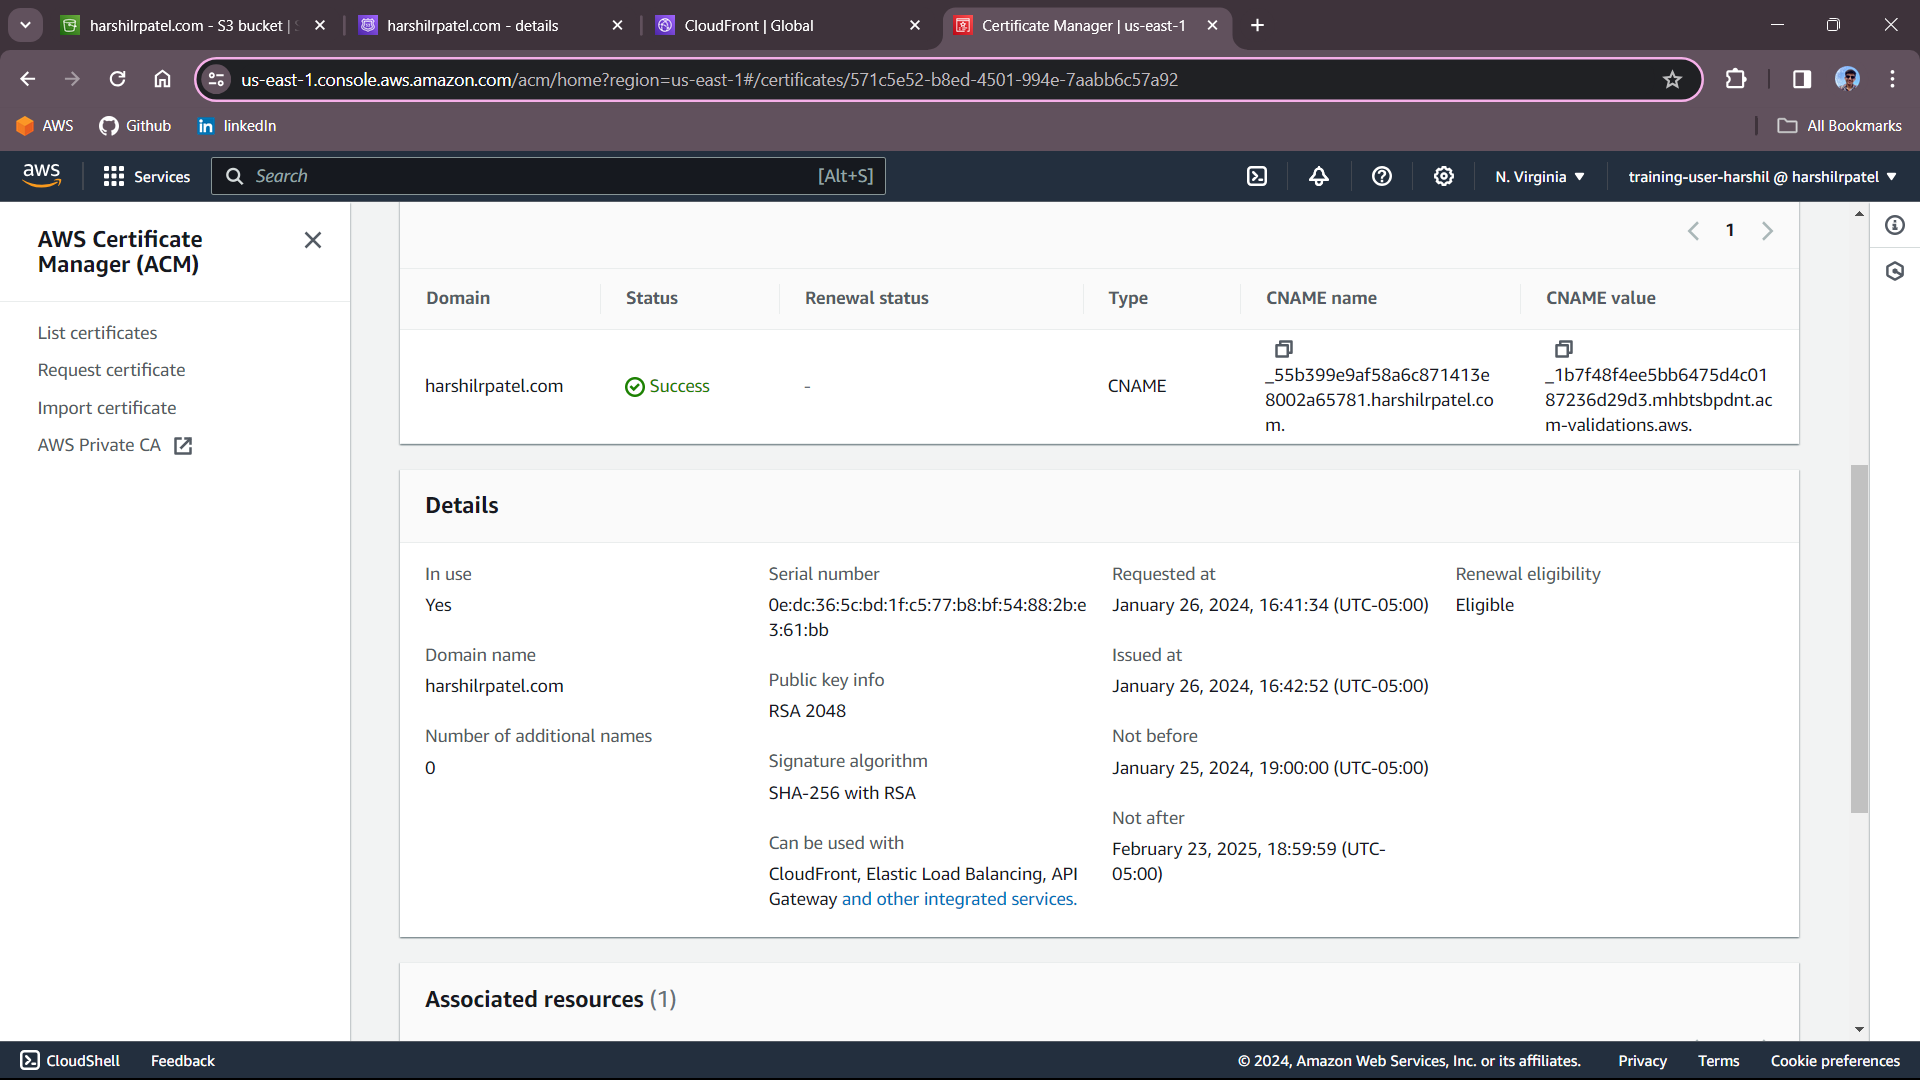 harshilrpatel.com - S3 bucket |
harshilrpatel.com - details
CloudFront | Global
Certificate Manager | us-east-1
us-east-1.console.aws.amazon.com/acm/home?region=us-east-1#/certificates/571c5e52-b8ed-4501-994e-7aabb6c57a92
AWS
Github
linkedIn
All Bookmarks
aws
Services
Search
[Alt+S]
N. Virginia
training-user-harshil @ harshilrpatel
AWS Certificate
Manager (ACM)
List certificates
Request certificate
Import certificate
AWS Private CA
1
Domain
Status
Renewal status
Type
CNAME name
CNAME value
harshilrpatel.com
Success
-
CNAME
_55b399e9af58a6c871413e
8002a65781.harshilrpatel.co
m.
_1b7f48f4ee5bb6475d4c01
87236d29d3.mhbtsbpdnt.ac
m-validations.aws.
Details
In use
Yes
Domain name
harshilrpatel.com
Number of additional names
0
Serial number
0e:dc:36:5c:bd:1f:c5:77:b8:bf:54:88:2b:e
3:61:bb
Public key info
RSA 2048
Signature algorithm
SHA-256 with RSA
Can be used with
CloudFront, Elastic Load Balancing, API
Gateway and other integrated services.
Requested at
January 26, 2024, 16:41:34 (UTC-05:00)
Issued at
January 26, 2024, 16:42:52 (UTC-05:00)
Not before
January 25, 2024, 19:00:00 (UTC-05:00)
Not after
February 23, 2025, 18:59:59 (UTC-
05:00)
Renewal eligibility
Eligible
Associated resources (1)
CloudShell
Feedback
© 2024, Amazon Web Services, Inc. or its affiliates.
Privacy
Terms
Cookie preferences